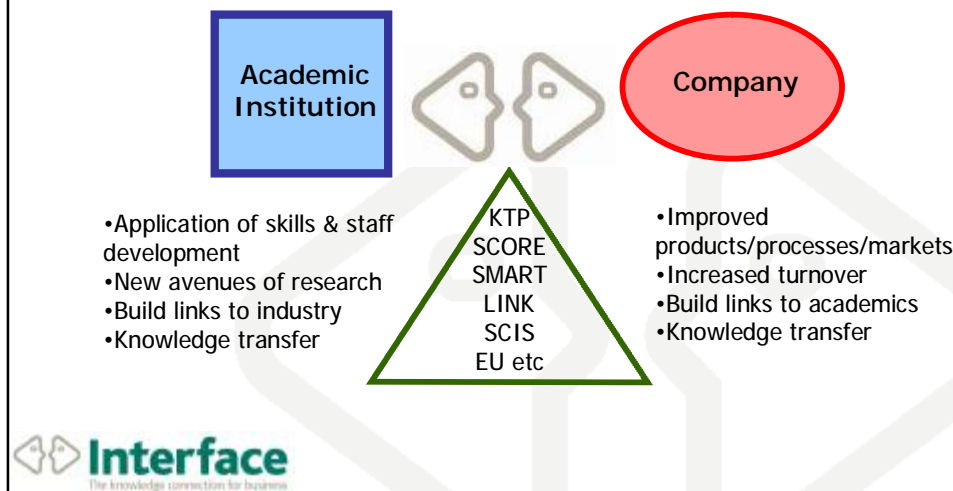 Academic
Institution
Company
•Application of skills & staff
development
•New avenues of research
•Build links to industry
•Knowledge transfer
KTP
SCORE
SMART
LINK
SCIS
EU etc
•Improved
products/processes/markets
•Increased turnover
•Build links to academics
•Knowledge transfer
Interface
The knowledge connection for business